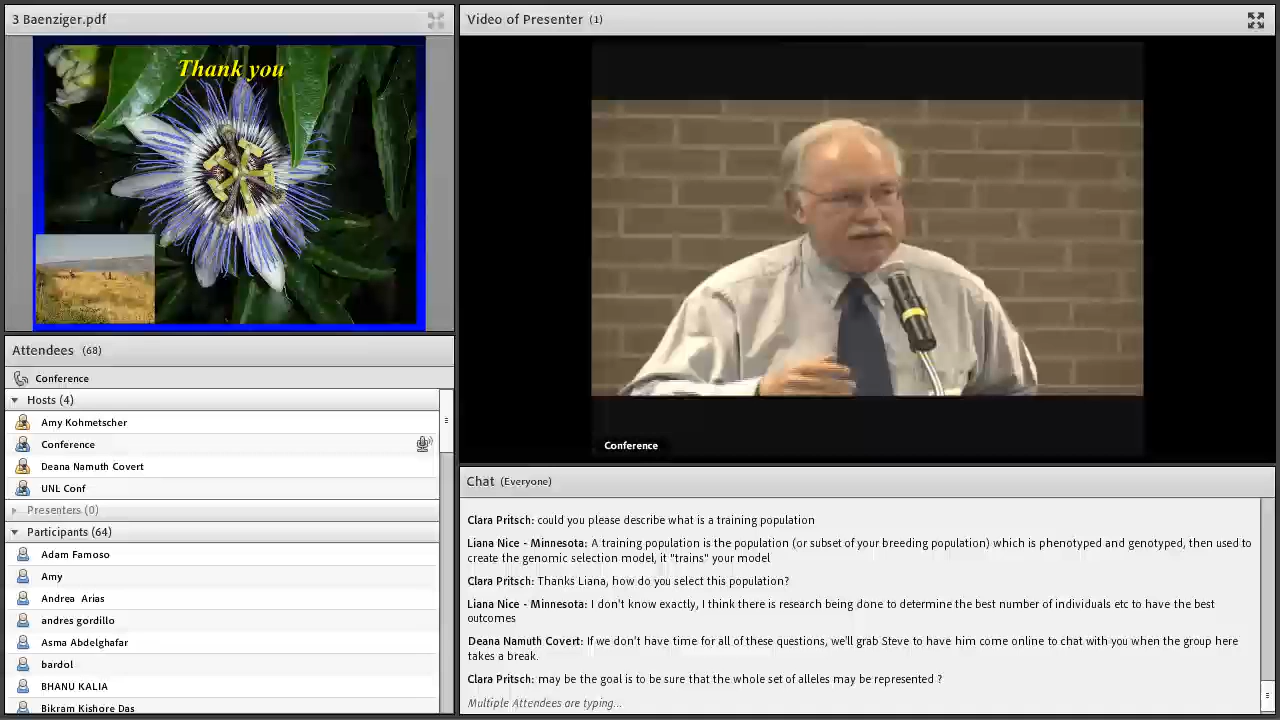 3 Baenziger.pdf
Thank you
Attendees (68)
Conference
Hosts (4)
Amy Kohmetscher
Conference
Deana Namuth Covert
UNL Conf
Presenters (0)
Participants (64)
Adam Famoso
Amy
Andrea Arias
andres gordillo
Asma Abdelghafar
bardol
BHANU KALIA
Bikram Kishore Das
Video of Presenter (1)
Conference
Chat (Everyone)
Clara Pritsch: could you please describe what is a training population
Liana Nice - Minnesota: A training population is the population (or subset of your breeding population) which is phenotyped and genotyped, then used to
create the genomic selection model, it "trains" your model
Clara Pritsch: Thanks Liana, how do you select this population?
Liana Nice - Minnesota: I don't know exactly, I think there is research being done to determine the best number of individuals etc to have the best
outcomes
Deana Namuth Covert: If we don't have time for all of these questions, we'll grab Steve to have him come online to chat with you when the group here
takes a break.
Clara Pritsch: may be the goal is to be sure that the whole set of alleles may be represented ?
Multiple Attendees are typing...